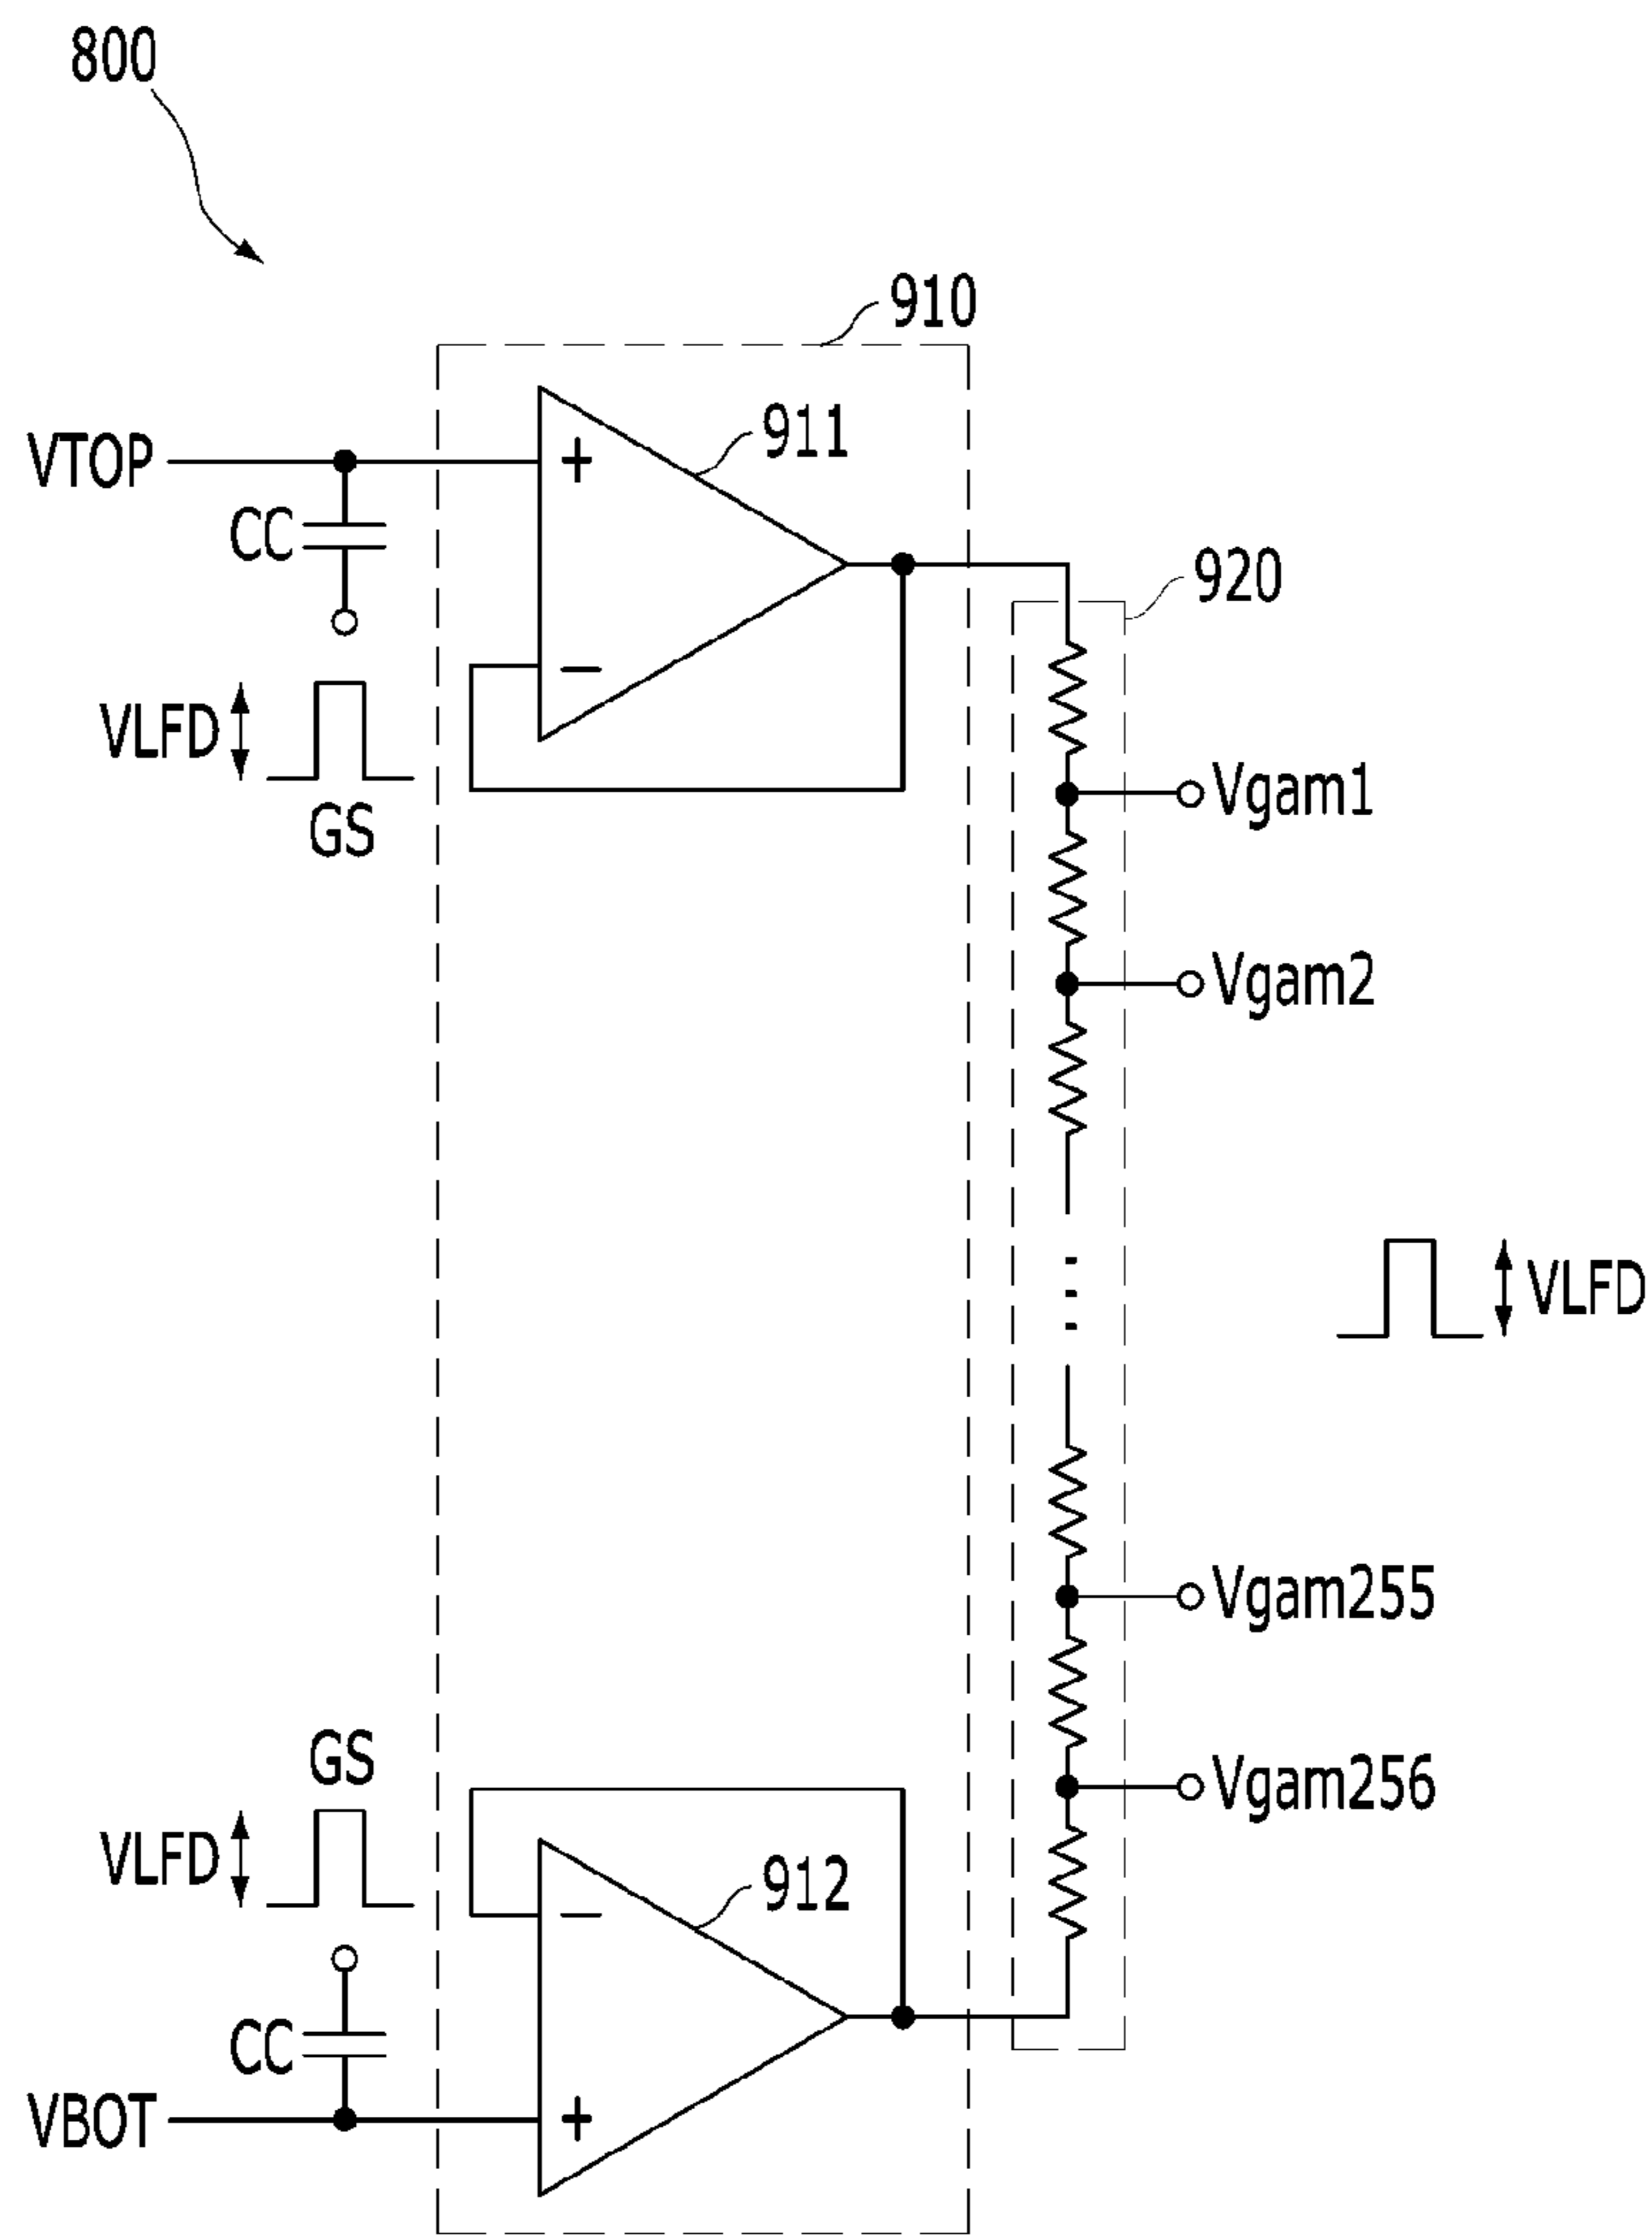 800
910
VTOP
+
911
CC
920
−
VLFD
GS
Vgam1
Vgam2
VLFD
Vgam255
GS
Vgam256
VLFD
−
912
CC
VBOT
+